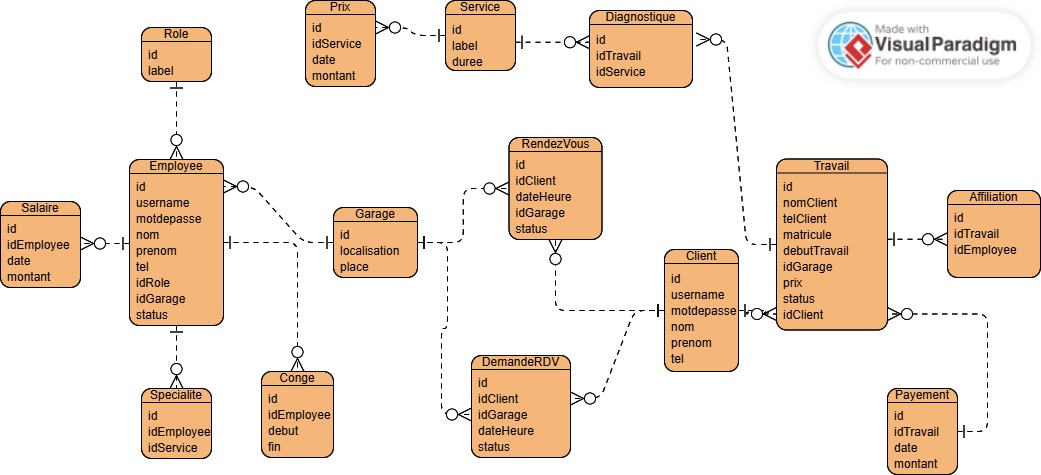 Prix
id
idService
date
montant
Service
id
label
duree
Diagnostique
id
idTravail
idService
Made with
Visual Paradigm
For non-commercial use
Role
id
label
Employee
id
username
motdepasse
nom
prenom
tel
idRole
idGarage
status
Salaire
id
idEmployee
date
montant
Garage
id
localisation
place
RendezVous
id
idClient
dateHeure
idGarage
status
Client
id
username
motdepasse
nom
prenom
tel
Travail
id
nomClient
telClient
matricule
debutTravail
idGarage
prix
status
idClient
Affiliation
id
idTravail
idEmployee
Specialite
id
idEmployee
idService
Conge
id
idEmployee
debut
fin
DemandeRDV
id
idClient
idGarage
dateHeure
status
Payement
id
idTravail
date
montant